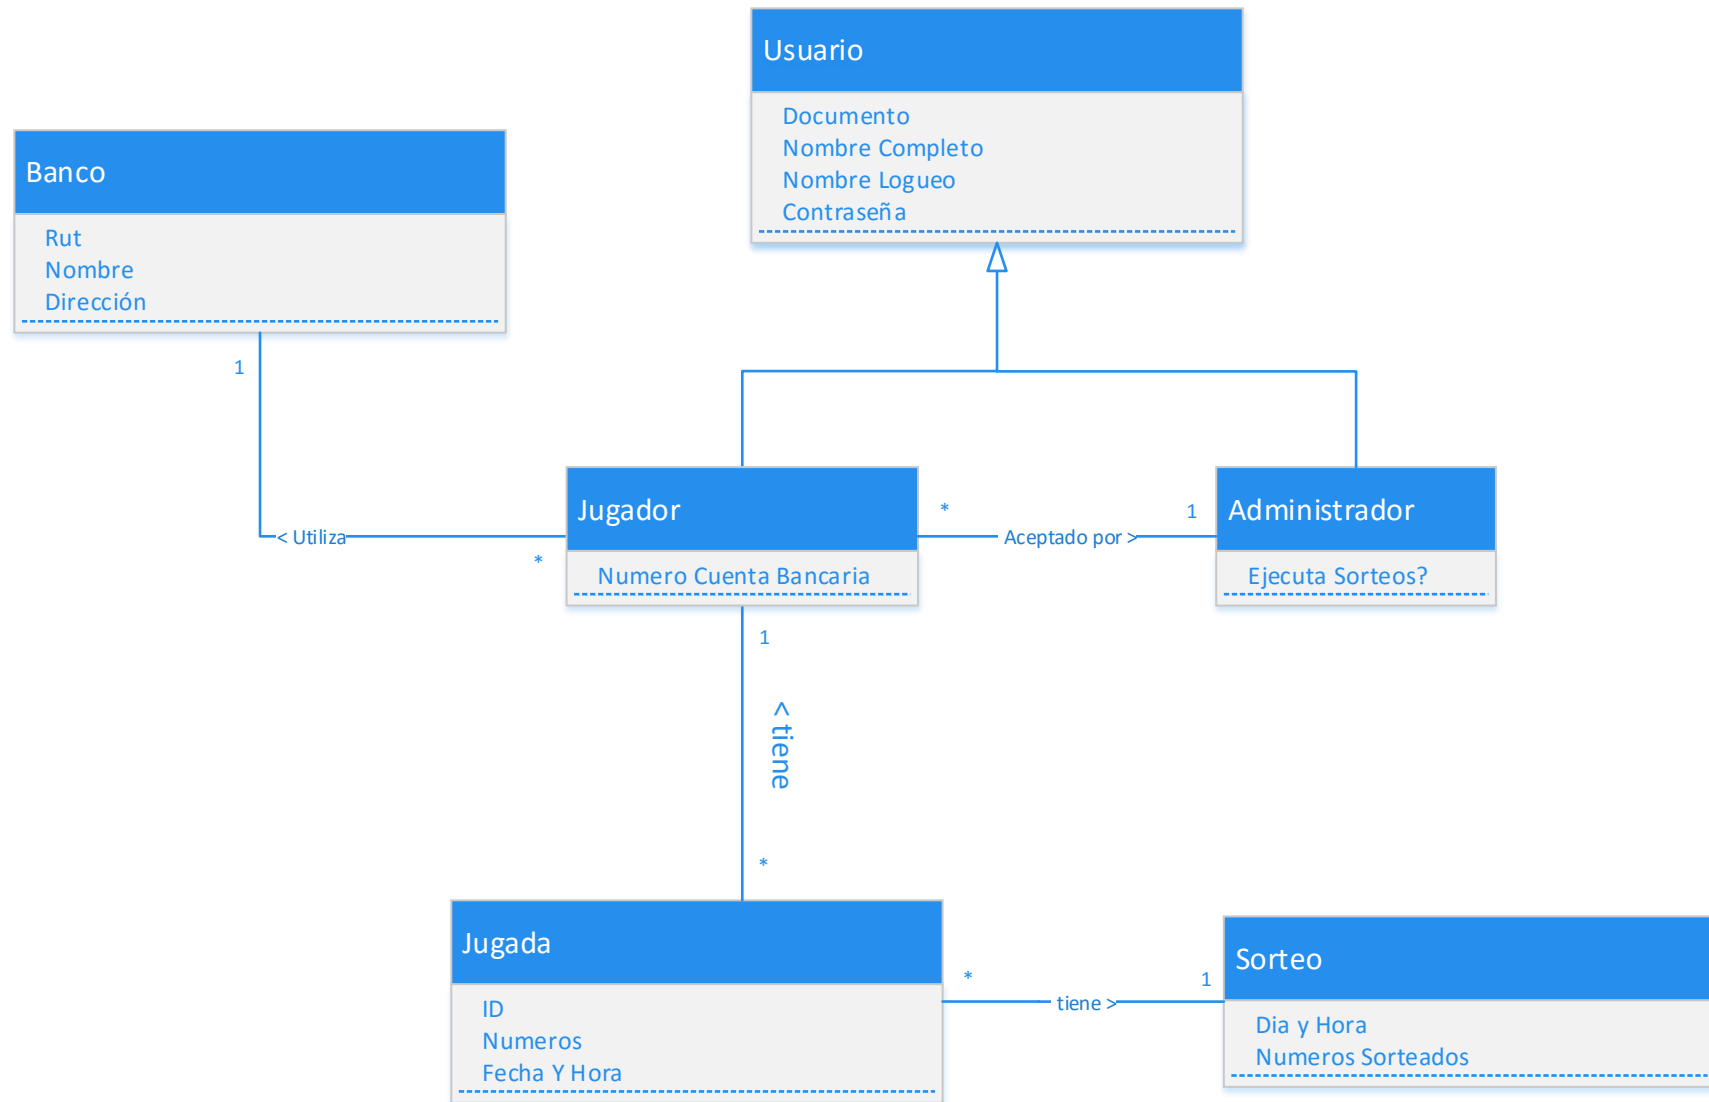 Usuario
Documento
Nombre Completo
Nombre Logueo
Contraseña
Banco
Rut
Nombre
Dirección
1
< Utiliza
*
Jugador
Numero Cuenta Bancaria
*
Aceptado por >
1
Administrador
Ejecuta Sorteos?
1
< tiene
*
Jugada
ID
Numeros
Fecha Y Hora
*
tiene >
1
Sorteo
Dia y Hora
Numeros Sorteados